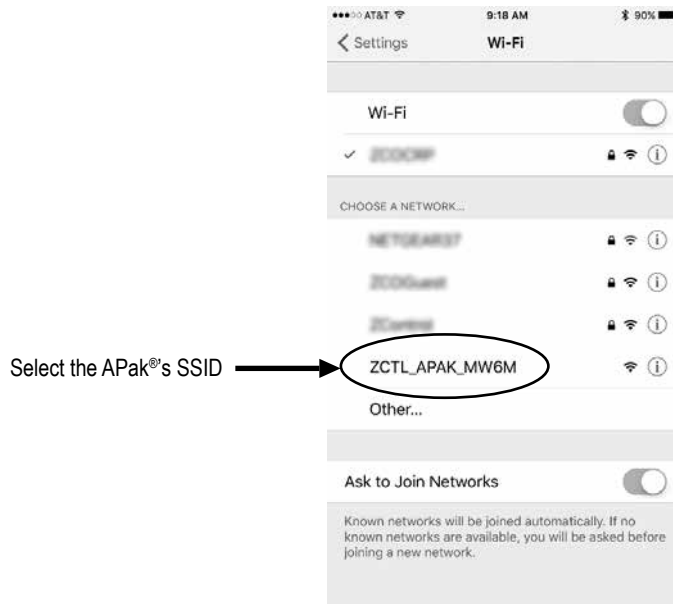 AT&T 9:18 AM 90%
Settings Wi-Fi
Wi-Fi
CHOOSE A NETWORK...
Select the APak®'s SSID
ZCTL_APAK_MW6M
Other...
Ask to Join Networks
Known networks will be joined automatically. If no
known networks are available, you will be asked before
joining a new network.